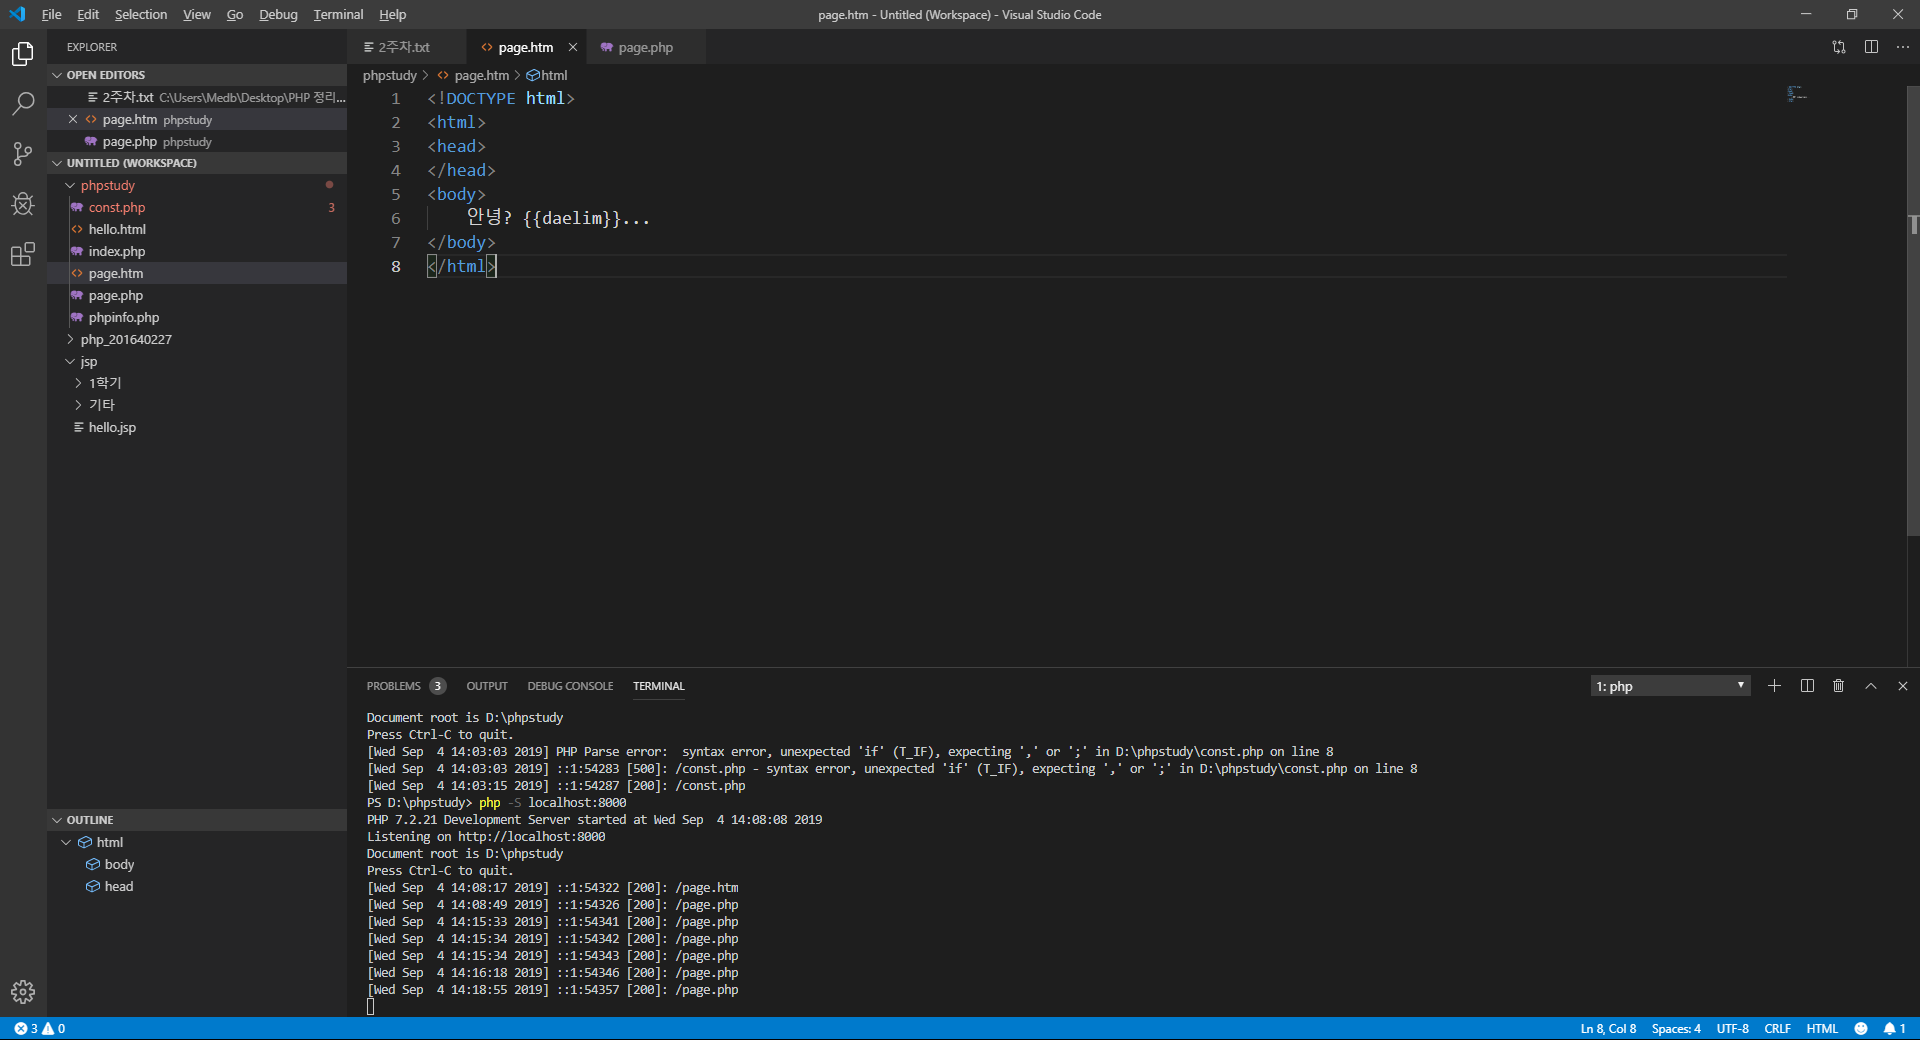 File Edit Selection View Go Debug Terminal Help
page.htm - Untitled (Workspace) - Visual Studio Code
EXPLORER
OPEN EDITORS
2주차.txt C:\Users\Medb\Desktop\PHP 정리...
page.htm phpstudy
page.php phpstudy
UNTITLED (WORKSPACE)
phpstudy
const.php 3
hello.html
index.php
page.htm
page.php
phpinfo.php
php_201640227
jsp
1학기
기타
hello.jsp
OUTLINE
html
body
head
2주차.txt page.htm page.php
phpstudy > page.htm > html
1 <!DOCTYPE html>
2 <html>
3 <head>
4 </head>
5 <body>
6 안녕? {{daelim}}...
7 </body>
8 </html>
PROBLEMS 3 OUTPUT DEBUG CONSOLE TERMINAL
1: php
Document root is D:\phpstudy
Press Ctrl-C to quit.
[Wed Sep  4 14:03:03 2019] PHP Parse error:  syntax error, unexpected 'if' (T_IF), expecting ',' or ';' in D:\phpstudy\const.php on line 8
[Wed Sep  4 14:03:03 2019] ::1:54283 [500]: /const.php - syntax error, unexpected 'if' (T_IF), expecting ',' or ';' in D:\phpstudy\const.php on line 8
[Wed Sep  4 14:03:15 2019] ::1:54287 [200]: /const.php
PS D:\phpstudy> php -S localhost:8000
PHP 7.2.21 Development Server started at Wed Sep  4 14:08:08 2019
Listening on http://localhost:8000
Document root is D:\phpstudy
Press Ctrl-C to quit.
[Wed Sep  4 14:08:17 2019] ::1:54322 [200]: /page.htm
[Wed Sep  4 14:08:49 2019] ::1:54326 [200]: /page.php
[Wed Sep  4 14:15:33 2019] ::1:54341 [200]: /page.php
[Wed Sep  4 14:15:34 2019] ::1:54342 [200]: /page.php
[Wed Sep  4 14:15:34 2019] ::1:54343 [200]: /page.php
[Wed Sep  4 14:16:18 2019] ::1:54346 [200]: /page.php
[Wed Sep  4 14:18:55 2019] ::1:54357 [200]: /page.php
3 0
Ln 8, Col 8 Spaces: 4 UTF-8 CRLF HTML 1